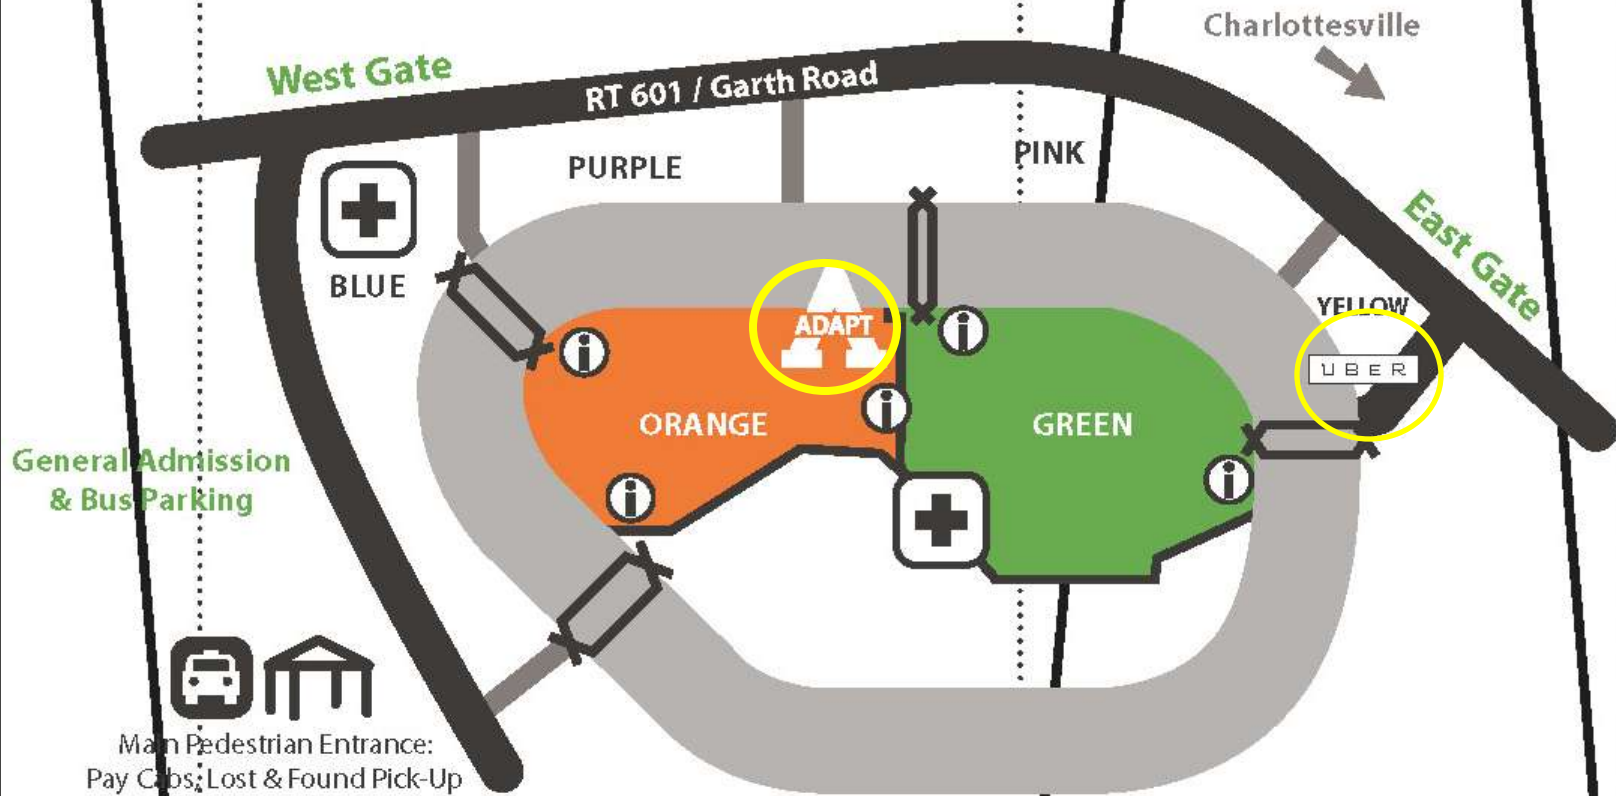 Charlottesville
West Gate
RT 601 / Garth Road
PURPLE
PINK
East Gate
BLUE
YELLOW
ADAPT
UBER
i
i
i
ORANGE
GREEN
General Admission
& Bus Parking
i
i
Main Pedestrian Entrance:
Pay Cabs, Lost & Found Pick-Up